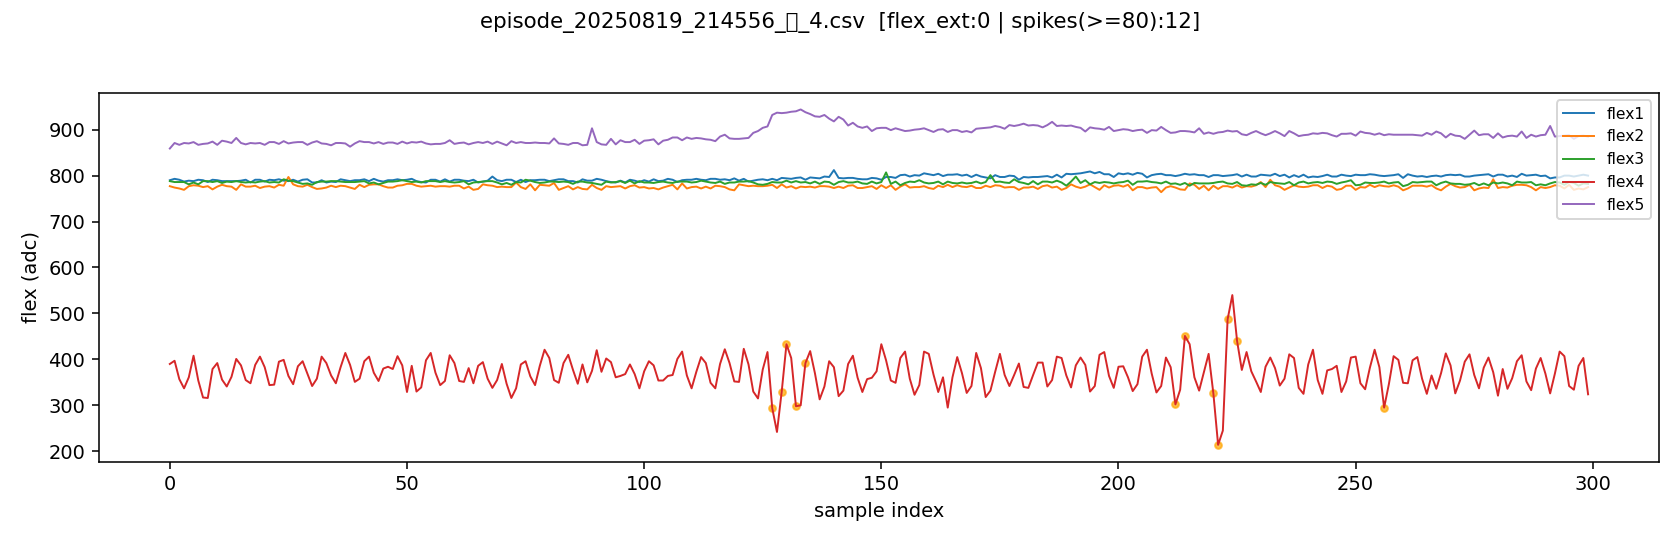 episode_20250819_214556_▯_4.csv [flex_ext:0 | spikes(>=80):12]
flex (adc)
900
800
700
600
500
400
300
200
0
50
100
150
200
250
300
sample index
flex1
flex2
flex3
flex4
flex5